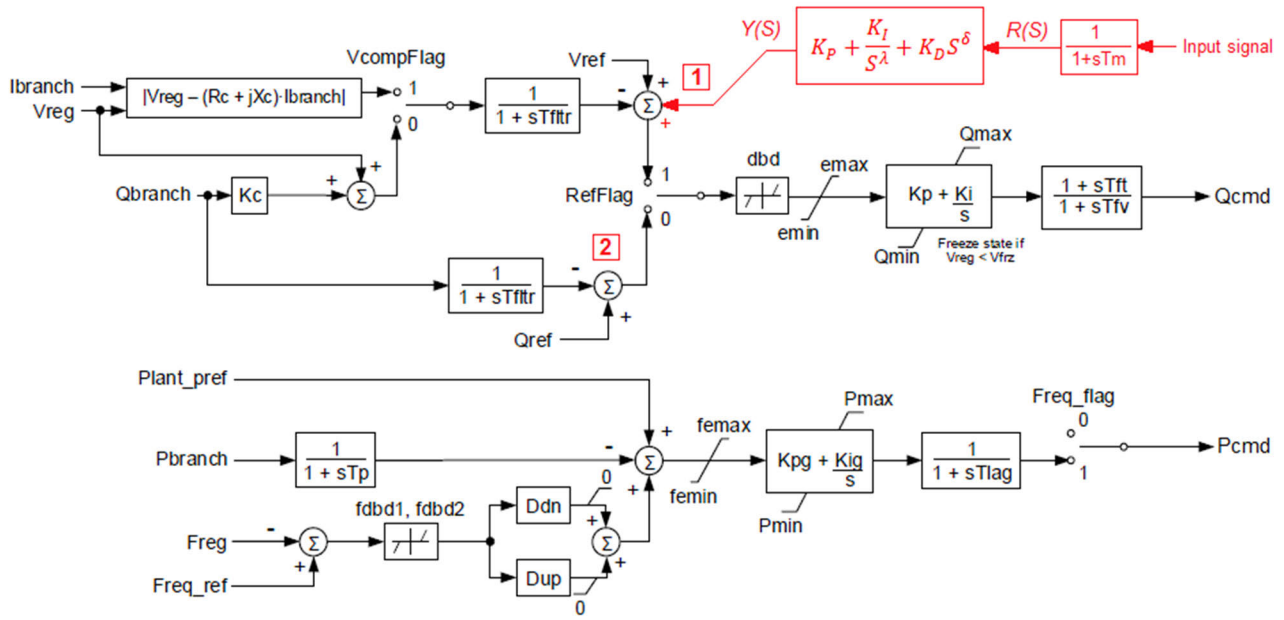 Y(S)
K_P + K_I/S^λ + K_D S^δ
R(S)
1/1+sTm
Input signal
VcompFlag
Vref
1
+
+
Ibranch
Vreg
|Vreg – (Rc + jXc)·Ibranch|
1
0
1/1 + sTfltr
-
Σ
Qbranch
Kc
+
+
Σ
RefFlag
1
0
dbd
emax
emin
Qmax
Kp + Ki/s
Qmin
Freeze state if
Vreg < Vfrz
1 + sTft/1 + sTfv
Qcmd
2
1/1 + sTfltr
-
Σ
+
Qref
Plant_pref
+
Pbranch
1/1 + sTp
-
Σ
+
femax
femin
Pmax
Kpg + Kig/s
Pmin
1/1 + sTlag
Freq_flag
0
1
Pcmd
fdbd1, fdbd2
Freg
-
Σ
+
Freq_ref
Ddn
0
+
Σ
+
Dup
0